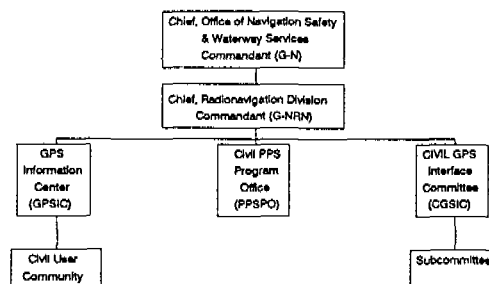 Chief, Office of Navigation Safety
& Waterway Services
Commandant (G-N)
Chief, Radionavigation Division
Commandant (G-NRN)
GPS
Information
Center
(GPSIC)
Civil PPS
Program
Office
(PPSPO)
CIVIL GPS
Interface
Committee
(CGSIC)
Civil User
Community
Subcommittee